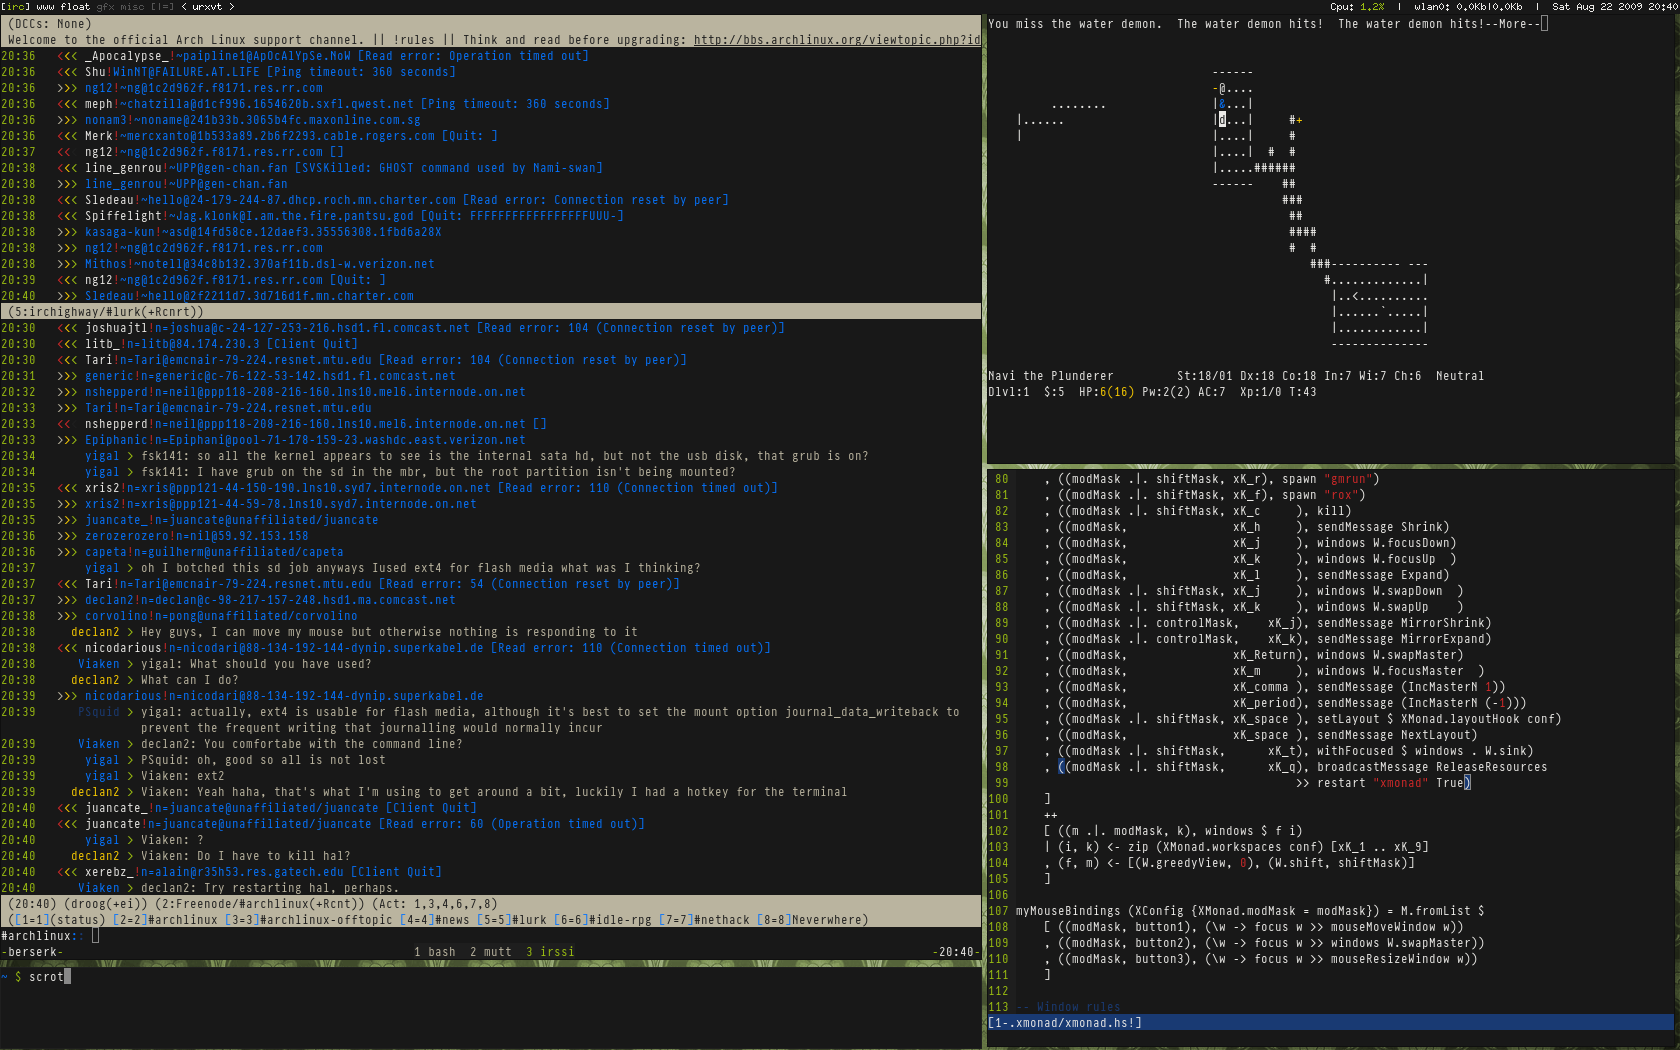 [irc] www float gfx misc [|=] < urxvt >
Cpu: 1.2% | wlan0: 0.0Kb|0.0Kb | Sat Aug 22 2009 20:40
(DCCs: None)
Welcome to the official Arch Linux support channel. || !rules || Think and read before upgrading: http://bbs.archlinux.org/viewtopic.php?id
20:36 <<< _Apocalypse_!~paipline1@ApOcAlYpSe.NoW [Read error: Operation timed out]
20:36 <<< Shu!WinNT@FAILURE.AT.LIFE [Ping timeout: 360 seconds]
20:36 >>> ng12!~ng@1c2d962f.f8171.res.rr.com
20:36 <<< meph!~chatzilla@d1cf996.1654620b.sxfl.qwest.net [Ping timeout: 360 seconds]
20:36 >>> nonam3!~noname@241b33b.3065b4fc.maxonline.com.sg
20:36 <<< Merk!~mercxanto@1b533a89.2b6f2293.cable.rogers.com [Quit: ]
20:37 << ng12!~ng@1c2d962f.f8171.res.rr.com []
20:38 <<< line_genrou!~UPP@gen-chan.fan [SVSKilled: GHOST command used by Nami-swan]
20:38 >>> line_genrou!~UPP@gen-chan.fan
20:38 <<< Sledeau!~hello@24-179-244-87.dhcp.roch.mn.charter.com [Read error: Connection reset by peer]
20:38 <<< Spiffelight!~Jag.klonk@I.am.the.fire.pantsu.god [Quit: FFFFFFFFFFFFFFFFFUUU-]
20:38 >>> kasaga-kun!~asd@14fd58ce.12daef3.35556308.1fbd6a28X
20:38 >>> ng12!~ng@1c2d962f.f8171.res.rr.com
20:38 >>> Mithos!~notell@34c8b132.370af11b.dsl-w.verizon.net
20:39 <<< ng12!~ng@1c2d962f.f8171.res.rr.com [Quit: ]
20:40 >>> Sledeau!~hello@2f2211d7.3d716d1f.mn.charter.com
(5:irchighway/#lurk(+Rcnrt))
20:30 <<< joshuajtl!n=joshua@c-24-127-253-216.hsd1.fl.comcast.net [Read error: 104 (Connection reset by peer)]
20:30 <<< litb_!n=litb@84.174.230.3 [Client Quit]
20:30 <<< Tari!n=Tari@emcnair-79-224.resnet.mtu.edu [Read error: 104 (Connection reset by peer)]
20:31 >>> generic!n=generic@c-76-122-53-142.hsd1.fl.comcast.net
20:32 >>> nshepperd!n=neil@ppp118-208-216-160.lns10.mel6.internode.on.net
20:33 >>> Tari!n=Tari@emcnair-79-224.resnet.mtu.edu
20:33 << nshepperd!n=neil@ppp118-208-216-160.lns10.mel6.internode.on.net []
20:33 >>> Epiphanic!n=Epiphani@pool-71-178-159-23.washdc.east.verizon.net
20:34 yigal > fsk141: so all the kernel appears to see is the internal sata hd, but not the usb disk, that grub is on?
20:34 yigal > fsk141: I have grub on the sd in the mbr, but the root partition isn't being mounted?
20:35 <<< xris2!n=xris@ppp121-44-150-190.lns10.syd7.internode.on.net [Read error: 110 (Connection timed out)]
20:35 >>> xris2!n=xris@ppp121-44-59-78.lns10.syd7.internode.on.net
20:35 >>> juancate_!n=juancate@unaffiliated/juancate
20:36 >>> zerozerozero!n=nil@59.92.153.158
20:36 >>> capeta!n=guilherm@unaffiliated/capeta
20:37 yigal > oh I botched this sd job anyways Iused ext4 for flash media what was I thinking?
20:37 <<< Tari!n=Tari@emcnair-79-224.resnet.mtu.edu [Read error: 54 (Connection reset by peer)]
20:37 >>> declan2!n=declan@c-98-217-157-248.hsd1.ma.comcast.net
20:38 >>> corvolino!n=pong@unaffiliated/corvolino
20:38 declan2 > Hey guys, I can move my mouse but otherwise nothing is responding to it
20:38 <<< nicodarious!n=nicodari@88-134-192-144-dynip.superkabel.de [Read error: 110 (Connection timed out)]
20:38 Viaken > yigal: What should you have used?
20:38 declan2 > What can I do?
20:39 >>> nicodarious!n=nicodari@88-134-192-144-dynip.superkabel.de
20:39 PSquid > yigal: actually, ext4 is usable for flash media, although it's best to set the mount option journal_data_writeback to
prevent the frequent writing that journalling would normally incur
20:39 Viaken > declan2: You comfortabe with the command line?
20:39 yigal > PSquid: oh, good so all is not lost
20:39 yigal > Viaken: ext2
20:39 declan2 > Viaken: Yeah haha, that's what I'm using to get around a bit, luckily I had a hotkey for the terminal
20:40 <<< juancate_!n=juancate@unaffiliated/juancate [Client Quit]
20:40 <<< juancate!n=juancate@unaffiliated/juancate [Read error: 60 (Operation timed out)]
20:40 yigal > Viaken: ?
20:40 declan2 > Viaken: Do I have to kill hal?
20:40 <<< xerebz_!n=alain@r35h53.res.gatech.edu [Client Quit]
20:40 Viaken > declan2: Try restarting hal, perhaps.
(20:40) (droog(+ei)) (2:Freenode/#archlinux(+Rcnt)) (Act: 1,3,4,6,7,8)
([1=1](status) [2=2]#archlinux [3=3]#archlinux-offtopic [4=4]#news [5=5]#lurk [6=6]#idle-rpg [7=7]#nethack [8=8]Neverwhere)
#archlinux::
-berserk- 1 bash 2 mutt 3 irssi -20:40-
~ $ scrot
You miss the water demon. The water demon hits! The water demon hits!--More--
------
-@....
........ |&...|
|...... |d...| #+
| |....| #
|....| # #
|.....######
------ ##
###
##
####
# #
###---------- ---
#.............|
|..<..........
|......`.....|
|............|
--------------
Navi the Plunderer St:18/01 Dx:18 Co:18 In:7 Wi:7 Ch:6 Neutral
Dlvl:1 $:5 HP:6(16) Pw:2(2) AC:7 Xp:1/0 T:43
80 , ((modMask .|. shiftMask, xK_r), spawn "gmrun")
81 , ((modMask .|. shiftMask, xK_f), spawn "rox")
82 , ((modMask .|. shiftMask, xK_c ), kill)
83 , ((modMask, xK_h ), sendMessage Shrink)
84 , ((modMask, xK_j ), windows W.focusDown)
85 , ((modMask, xK_k ), windows W.focusUp )
86 , ((modMask, xK_l ), sendMessage Expand)
87 , ((modMask .|. shiftMask, xK_j ), windows W.swapDown )
88 , ((modMask .|. shiftMask, xK_k ), windows W.swapUp )
89 , ((modMask .|. controlMask, xK_j), sendMessage MirrorShrink)
90 , ((modMask .|. controlMask, xK_k), sendMessage MirrorExpand)
91 , ((modMask, xK_Return), windows W.swapMaster)
92 , ((modMask, xK_m ), windows W.focusMaster )
93 , ((modMask, xK_comma ), sendMessage (IncMasterN 1))
94 , ((modMask, xK_period), sendMessage (IncMasterN (-1)))
95 , ((modMask .|. shiftMask, xK_space ), setLayout $ XMonad.layoutHook conf)
96 , ((modMask, xK_space ), sendMessage NextLayout)
97 , ((modMask .|. shiftMask, xK_t), withFocused $ windows . W.sink)
98 , ((modMask .|. shiftMask, xK_q), broadcastMessage ReleaseResources
99 >> restart "xmonad" True)
100 ]
101 ++
102 [ ((m .|. modMask, k), windows $ f i)
103 | (i, k) <- zip (XMonad.workspaces conf) [xK_1 .. xK_9]
104 , (f, m) <- [(W.greedyView, 0), (W.shift, shiftMask)]
105 ]
106
107 myMouseBindings (XConfig {XMonad.modMask = modMask}) = M.fromList $
108 [ ((modMask, button1), (\w -> focus w >> mouseMoveWindow w))
109 , ((modMask, button2), (\w -> focus w >> windows W.swapMaster))
110 , ((modMask, button3), (\w -> focus w >> mouseResizeWindow w))
111 ]
112
113 -- Window rules
[1-.xmonad/xmonad.hs!]